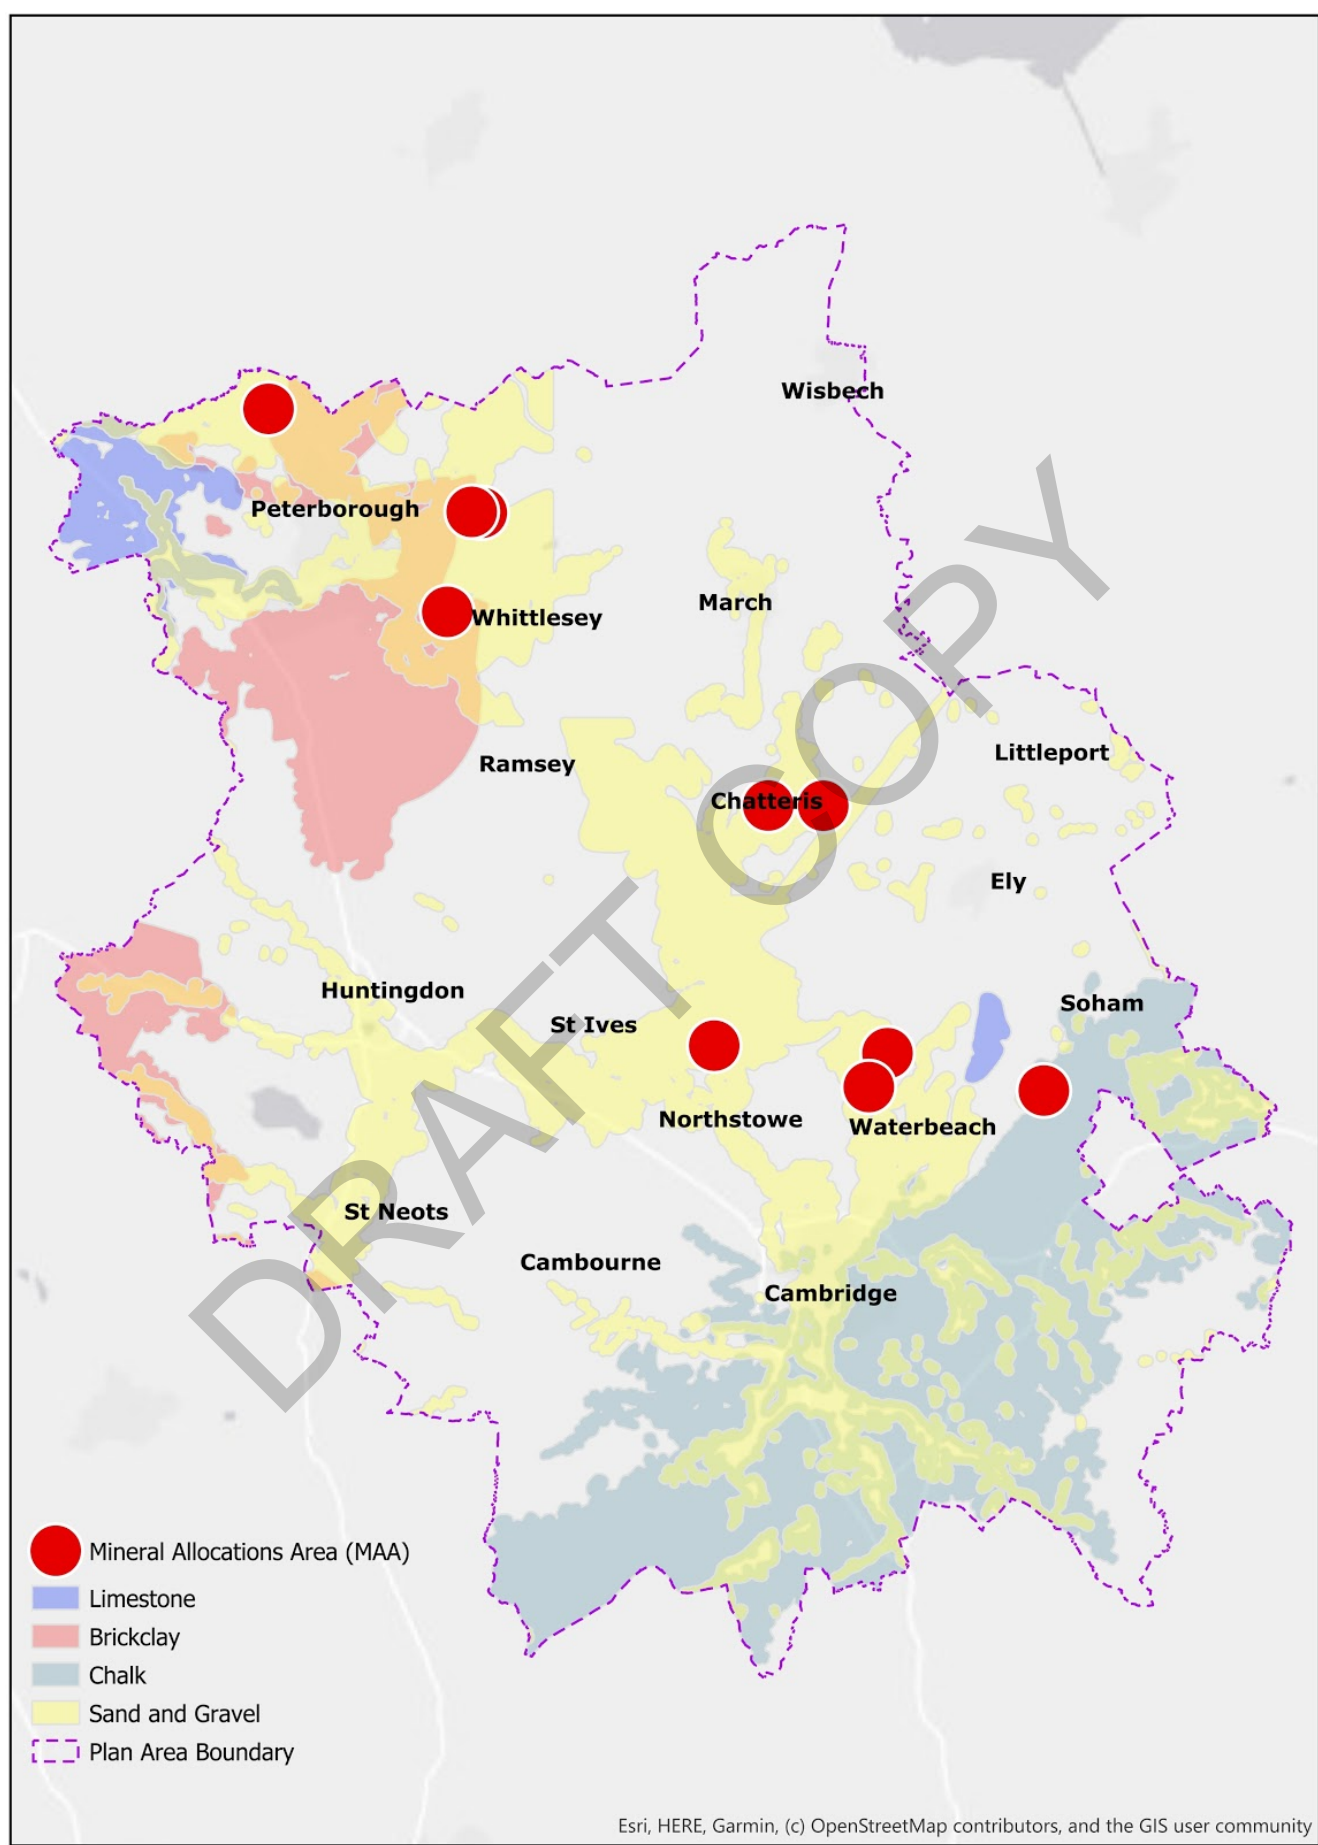 Wisbech
Peterborough
March
Whittlesey
Littleport
Ramsey
Chatteris
Ely
Huntingdon
Soham
St Ives
Northstowe
Waterbeach
St Neots
Cambourne
Cambridge
DRAFT COPY
Mineral Allocations Area (MAA)
Limestone
Brickclay
Chalk
Sand and Gravel
Plan Area Boundary
Esri, HERE, Garmin, (c) OpenStreetMap contributors, and the GIS user community